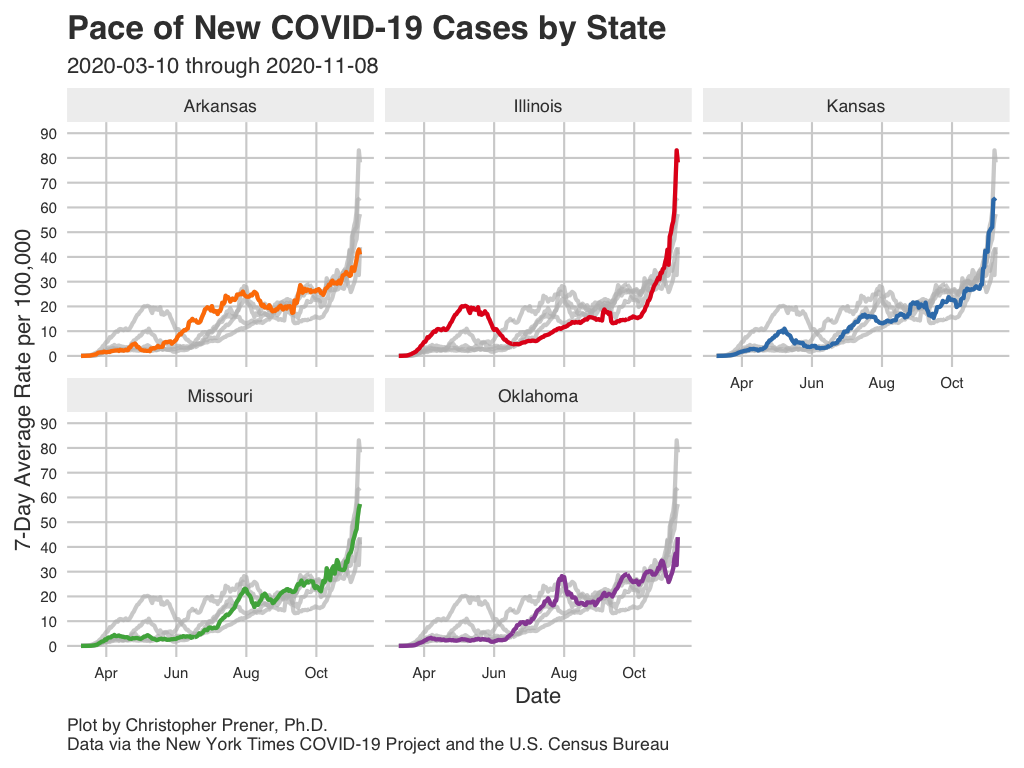 Pace of New COVID-19 Cases by State
2020-03-10 through 2020-11-08
Arkansas
Illinois
Kansas
90
80
70
60
50
40
30
20
10
0
Apr Jun Aug Oct
Missouri
Oklahoma
90
80
70
60
50
40
30
20
10
0
Apr Jun Aug Oct
Apr Jun Aug Oct
7-Day Average Rate per 100,000
Date
Plot by Christopher Prener, Ph.D.
Data via the New York Times COVID-19 Project and the U.S. Census Bureau